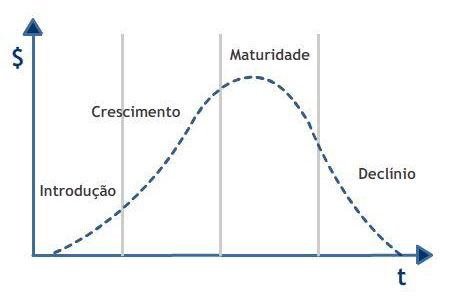 $
Maturidade
Crescimento
Declínio
Introdução
t